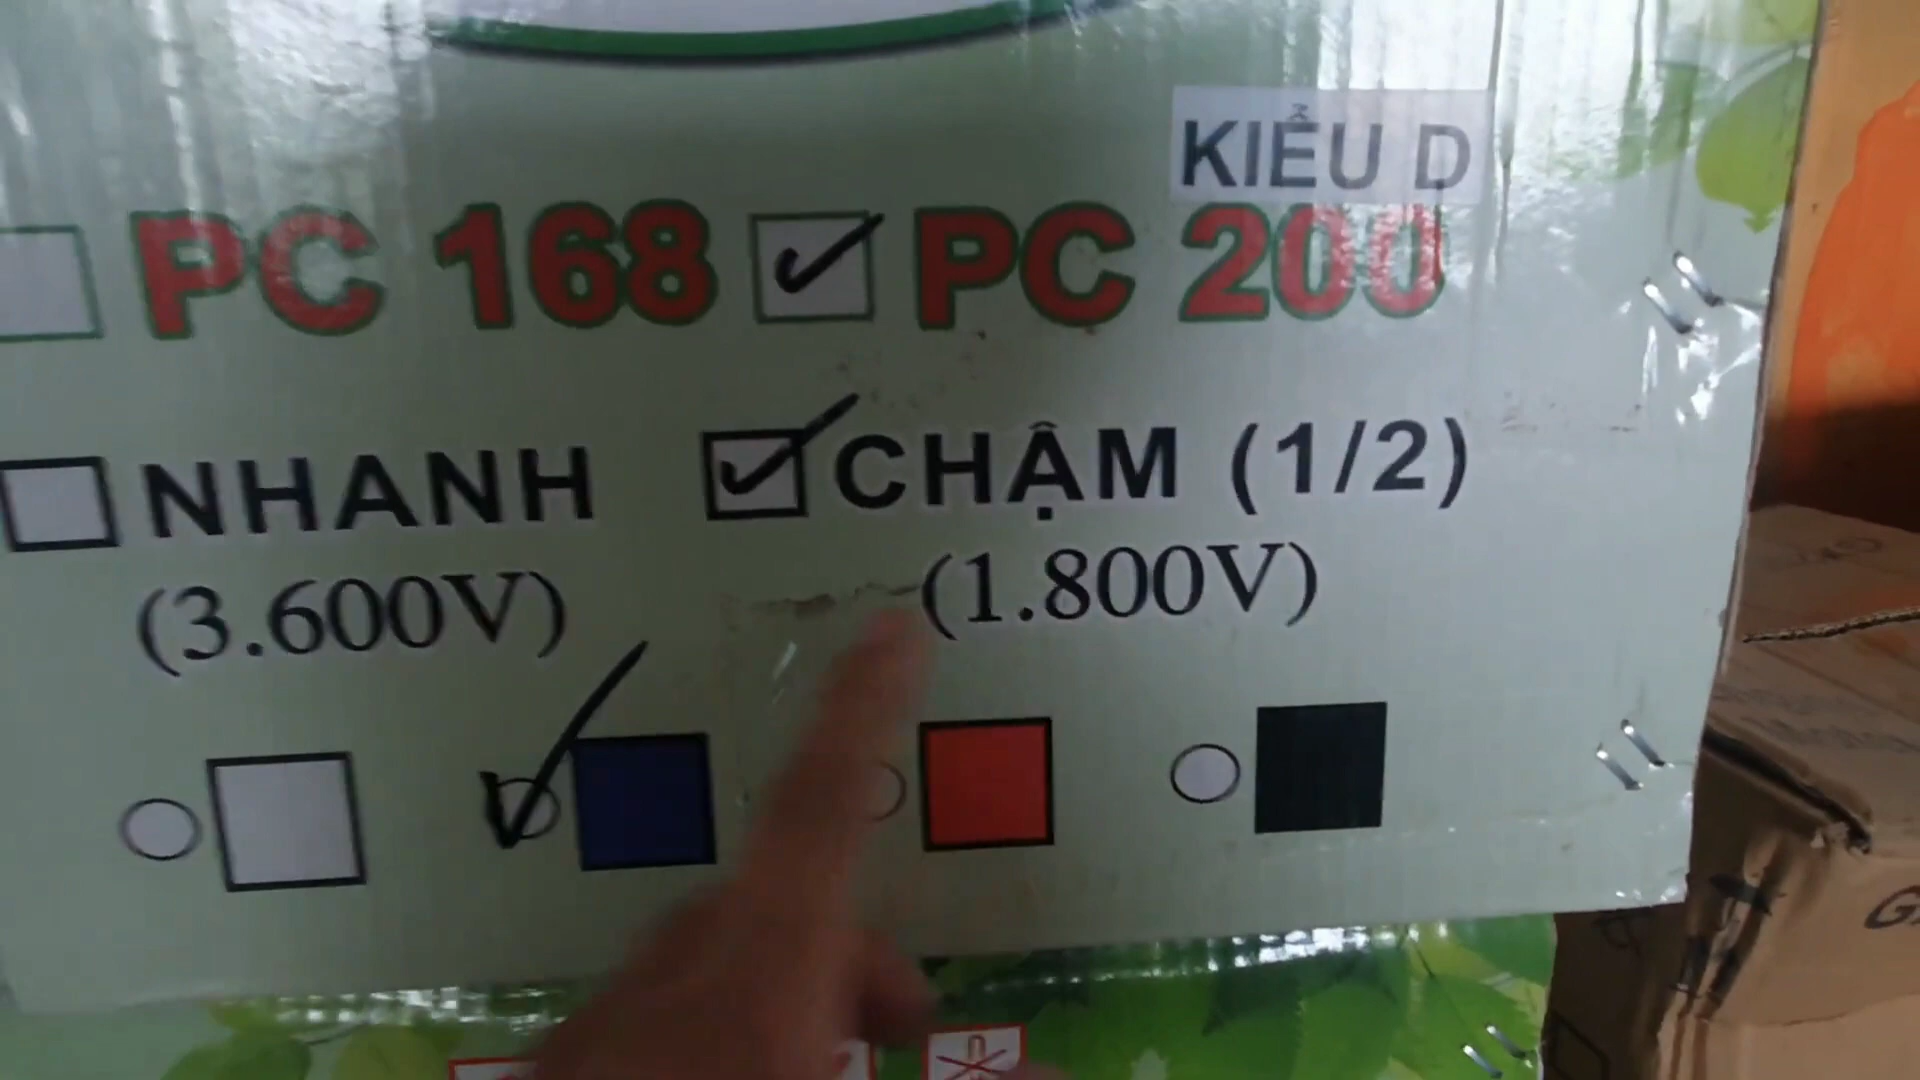 KIỂU D
PC 168 PC 200
NHANH CHẬM (1/2)
(3.600V) (1.800V)